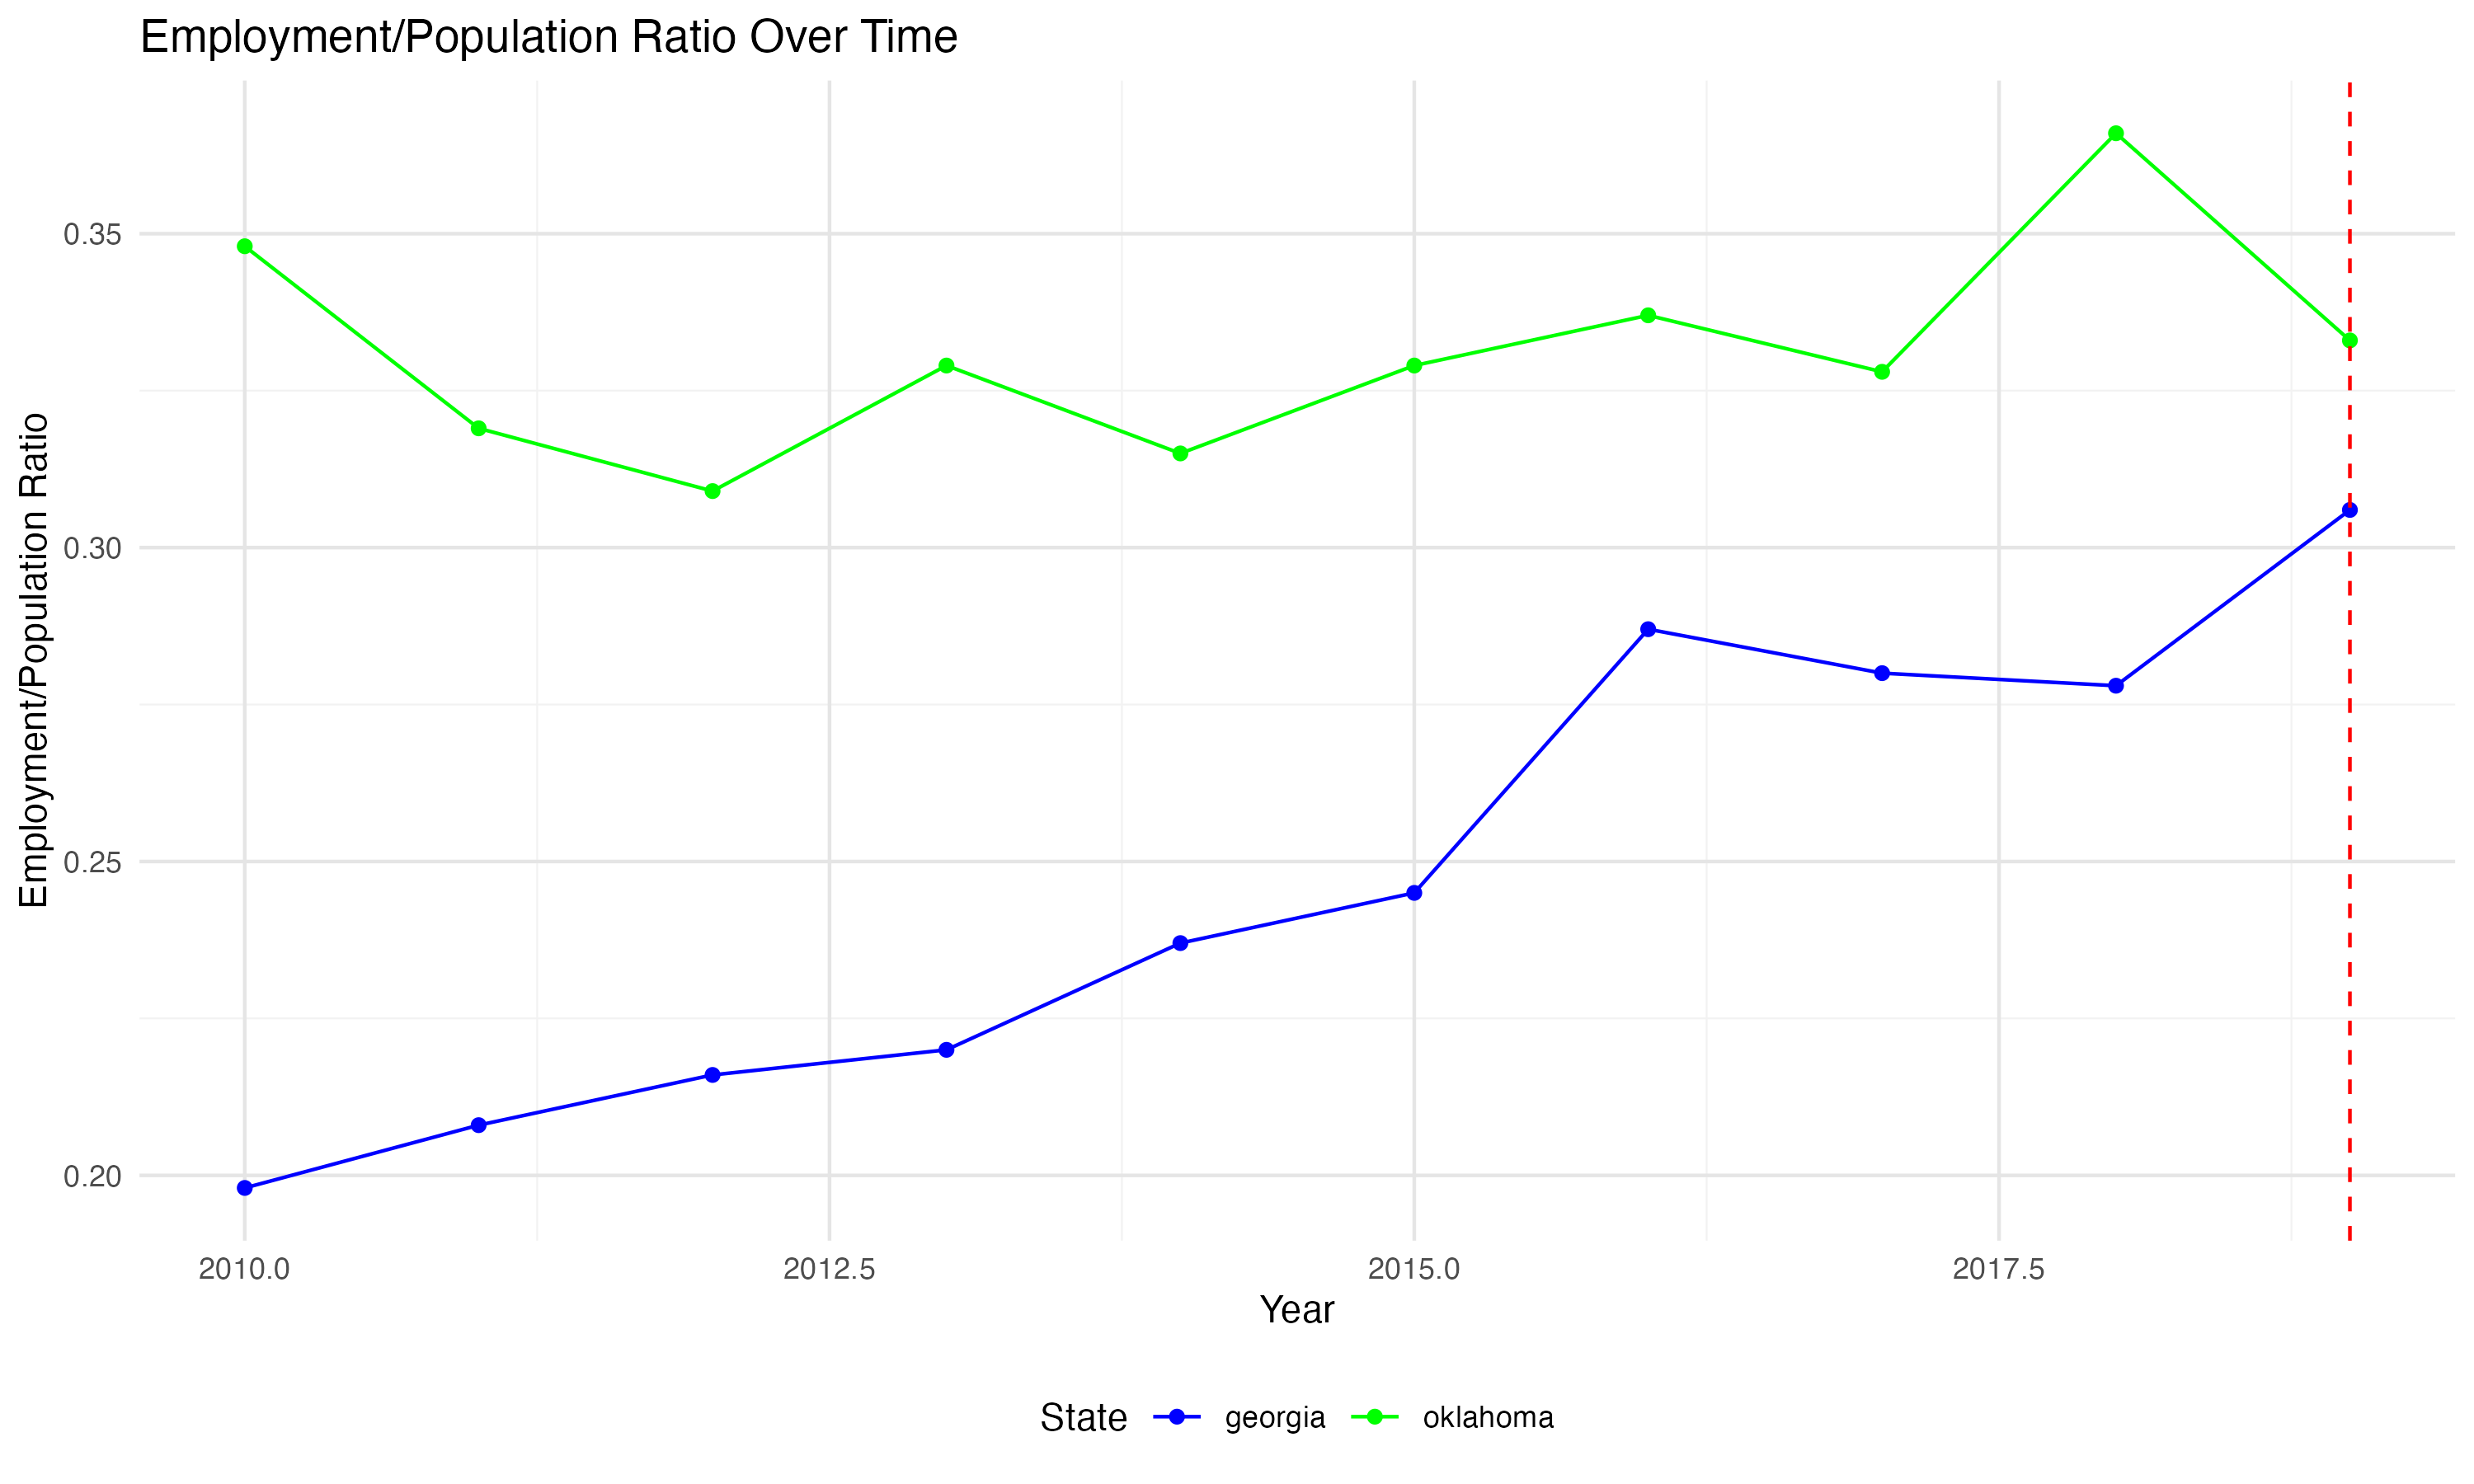 Employment/Population Ratio Over Time
Employment/Population Ratio
0.35
0.30
0.25
0.20
2010.0 2012.5 2015.0 2017.5
Year
State georgia oklahoma